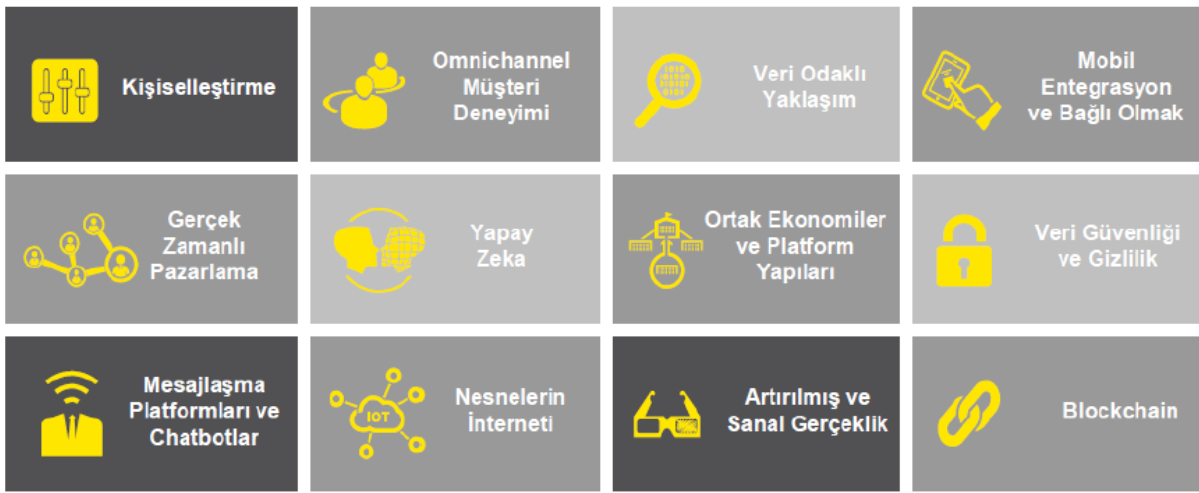 Kişiselleştirme
Omnichannel
Müşteri
Deneyimi
Veri Odaklı
Yaklaşım
Mobil
Entegrasyon
ve Bağlı Olmak
Gerçek
Zamanlı
Pazarlama
Yapay
Zeka
Ortak Ekonomiler
ve Platform
Yapıları
Veri Güvenliği
ve Gizlilik
Mesajlaşma
Platformları ve
Chatbotlar
IOT
Nesnelerin
İnterneti
Artırılmış ve
Sanal Gerçeklik
Blockchain